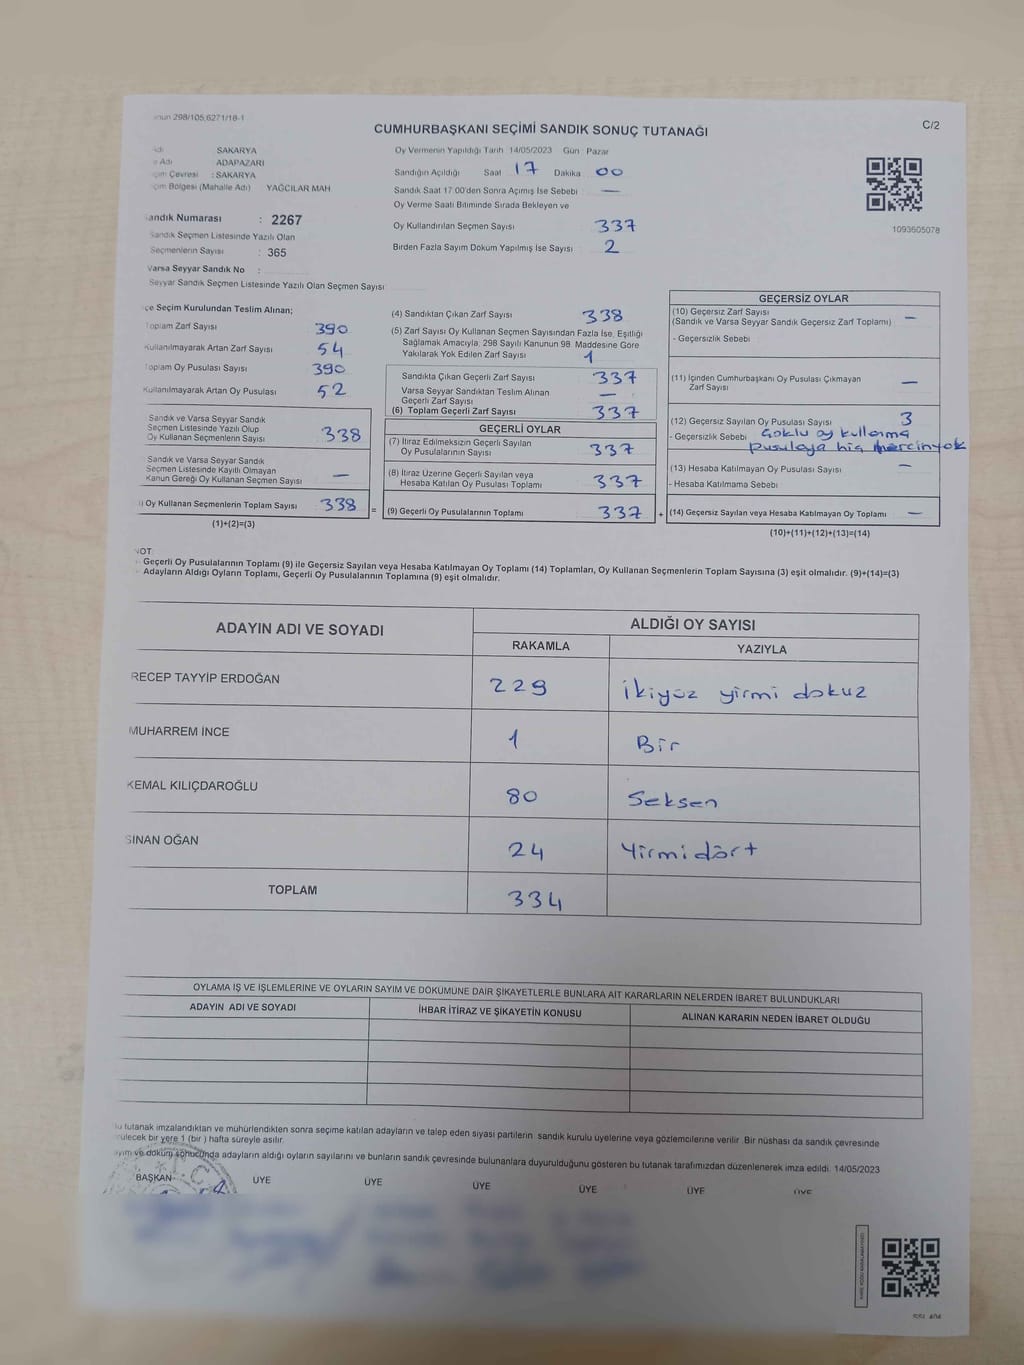 298/105,6271/18-1
CUMHURBAŞKANI SEÇİMİ SANDIK SONUÇ TUTANAĞI
C/2
SAKARYA
Adı ADAPAZARI
Çevresi : SAKARYA
Bölgesi (Mahalle Adı) YAĞCILAR MAH.
Sandık Numarası : 2267
Sandık Seçmen Listesinde Yazılı Olan
Seçmenlerin Sayısı : 365
Varsa Seyyar Sandık No :
Seyyar Sandık Seçmen Listesinde Yazılı Olan Seçmen Sayısı
Oy Vermenin Yapıldığı Tarih 14/05/2023 Gün Pazar
Sandığın Açıldığı Saat 17 Dakika 00
Sandık Saat 17:00'den Sonra Açımış İse Sebebi —
Oy Verme Saati Bitiminde Sırada Bekleyen ve
Oy Kullandırılan Seçmen Sayısı 337
Birden Fazla Sayım Döküm Yapılmış İse Sayısı 2
1093605078
Seçim Kurulundan Teslim Alınan;
Toplam Zarf Sayısı 390
Kullanılmayarak Artan Zarf Sayısı 54
Toplam Oy Pusulası Sayısı 390
Kullanılmayarak Artan Oy Pusulası 52
Sandık ve Varsa Seyyar Sandık
Seçmen Listesinde Yazılı Olup
Oy Kullanan Seçmenlerin Sayısı 338
Sandık ve Varsa Seyyar Sandık
Seçmen Listesinde Kayıtlı Olmayan
Kanun Gereği Oy Kullanan Seçmen Sayısı —
Oy Kullanan Seçmenlerin Toplam Sayısı 338 =
(1)+(2)=(3)
(4) Sandıktan Çıkan Zarf Sayısı 338
(5) Zarf Sayısı Oy Kullanan Seçmen Sayısından Fazla İse, Eşitliği
Sağlamak Amacıyla; 298 Sayılı Kanunun 98. Maddesine Göre
Yakılarak Yok Edilen Zarf Sayısı 1
Sandıkta Çıkan Geçerli Zarf Sayısı 337
Varsa Seyyar Sandıktan Teslim Alınan
Geçerli Zarf Sayısı —
(6) Toplam Geçerli Zarf Sayısı 337
GEÇERLİ OYLAR
(7) İtiraz Edilmeksizin Geçerli Sayılan
Oy Pusulalarının Sayısı 337
(8) İtiraz Üzerine Geçerli Sayılan veya
Hesaba Katılan Oy Pusulası Toplamı 337
(9) Geçerli Oy Pusulalarının Toplamı 337 +
GEÇERSİZ OYLAR
(10) Geçersiz Zarf Sayısı
(Sandık ve Varsa Seyyar Sandık Geçersiz Zarf Toplamı) —
- Geçersizlik Sebebi
(11) İçinden Cumhurbaşkanı Oy Pusulası Çıkmayan
Zarf Sayısı —
(12) Geçersiz Sayılan Oy Pusulası Sayısı 3
- Geçersizlik Sebebi Çoklu oy kullanma
pusulaya hiç
(13) Hesaba Katılmayan Oy Pusulası Sayısı —
- Hesaba Katılmama Sebebi
(14) Geçersiz Sayılan veya Hesaba Katılmayan Oy Toplamı —
(10)+(11)+(12)+(13)=(14)
NOT:
Geçerli Oy Pusulalarının Toplamı (9) ile Geçersiz Sayılan veya Hesaba Katılmayan Oy Toplamı (14) Toplamları, Oy Kullanan Seçmenlerin Toplam Sayısına (3) eşit olmalıdır. (9)+(14)=(3)
Adayların Aldığı Oyların Toplamı, Geçerli Oy Pusulalarının Toplamına (9) eşit olmalıdır.
ADAYIN ADI VE SOYADI
ALDIĞI OY SAYISI
RAKAMLA YAZIYLA
RECEP TAYYİP ERDOĞAN 229 ikiyüz yirmi dokuz
MUHARREM İNCE 1 Bir
KEMAL KILIÇDAROĞLU 80 Seksen
SİNAN OĞAN 24 Yirmidört
TOPLAM 334
OYLAMA İŞ VE İŞLEMLERİNE VE OYLARIN SAYIM VE DÖKÜMÜNE DAİR ŞİKAYETLERLE BUNLARA AİT KARARLARIN NELERDEN İBARET BULUNDUKLARI
ADAYIN ADI VE SOYADI İHBAR İTİRAZ VE ŞİKAYETİN KONUSU ALINAN KARARIN NEDEN İBARET OLDUĞU
tutanak imzalandıktan ve mühürlendikten sonra seçime katılan adayların ve talep eden siyasi partilerin sandık kurulu üyelerine veya gözlemcilerine verilir. Bir nüshası da sandık çevresinde
bir yere 1 (bir ) hafta süreyle asılır.
ve döküm sonucunda adayların aldığı oyların sayılarını ve bunların sandık çevresinde bulunanlara duyurulduğunu gösteren bu tutanak tarafımızdan düzenlenerek imza edildi. 14/05/2023
BAŞKAN ÜYE ÜYE ÜYE ÜYE ÜYE ÜYE
T.C.